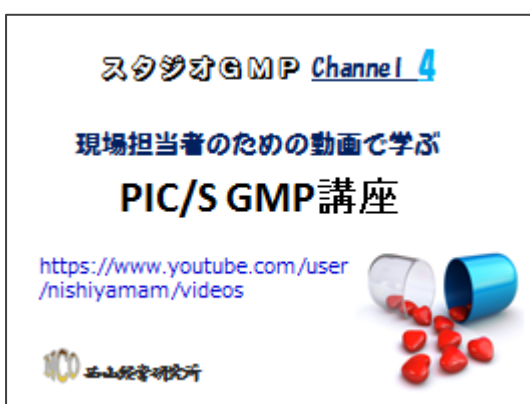 スタジオGMP Channel 4
現場担当者のための動画で学ぶ
PIC/S GMP講座
https://www.youtube.com/user
/nishiyamam/videos
NCO 西山経営研究所